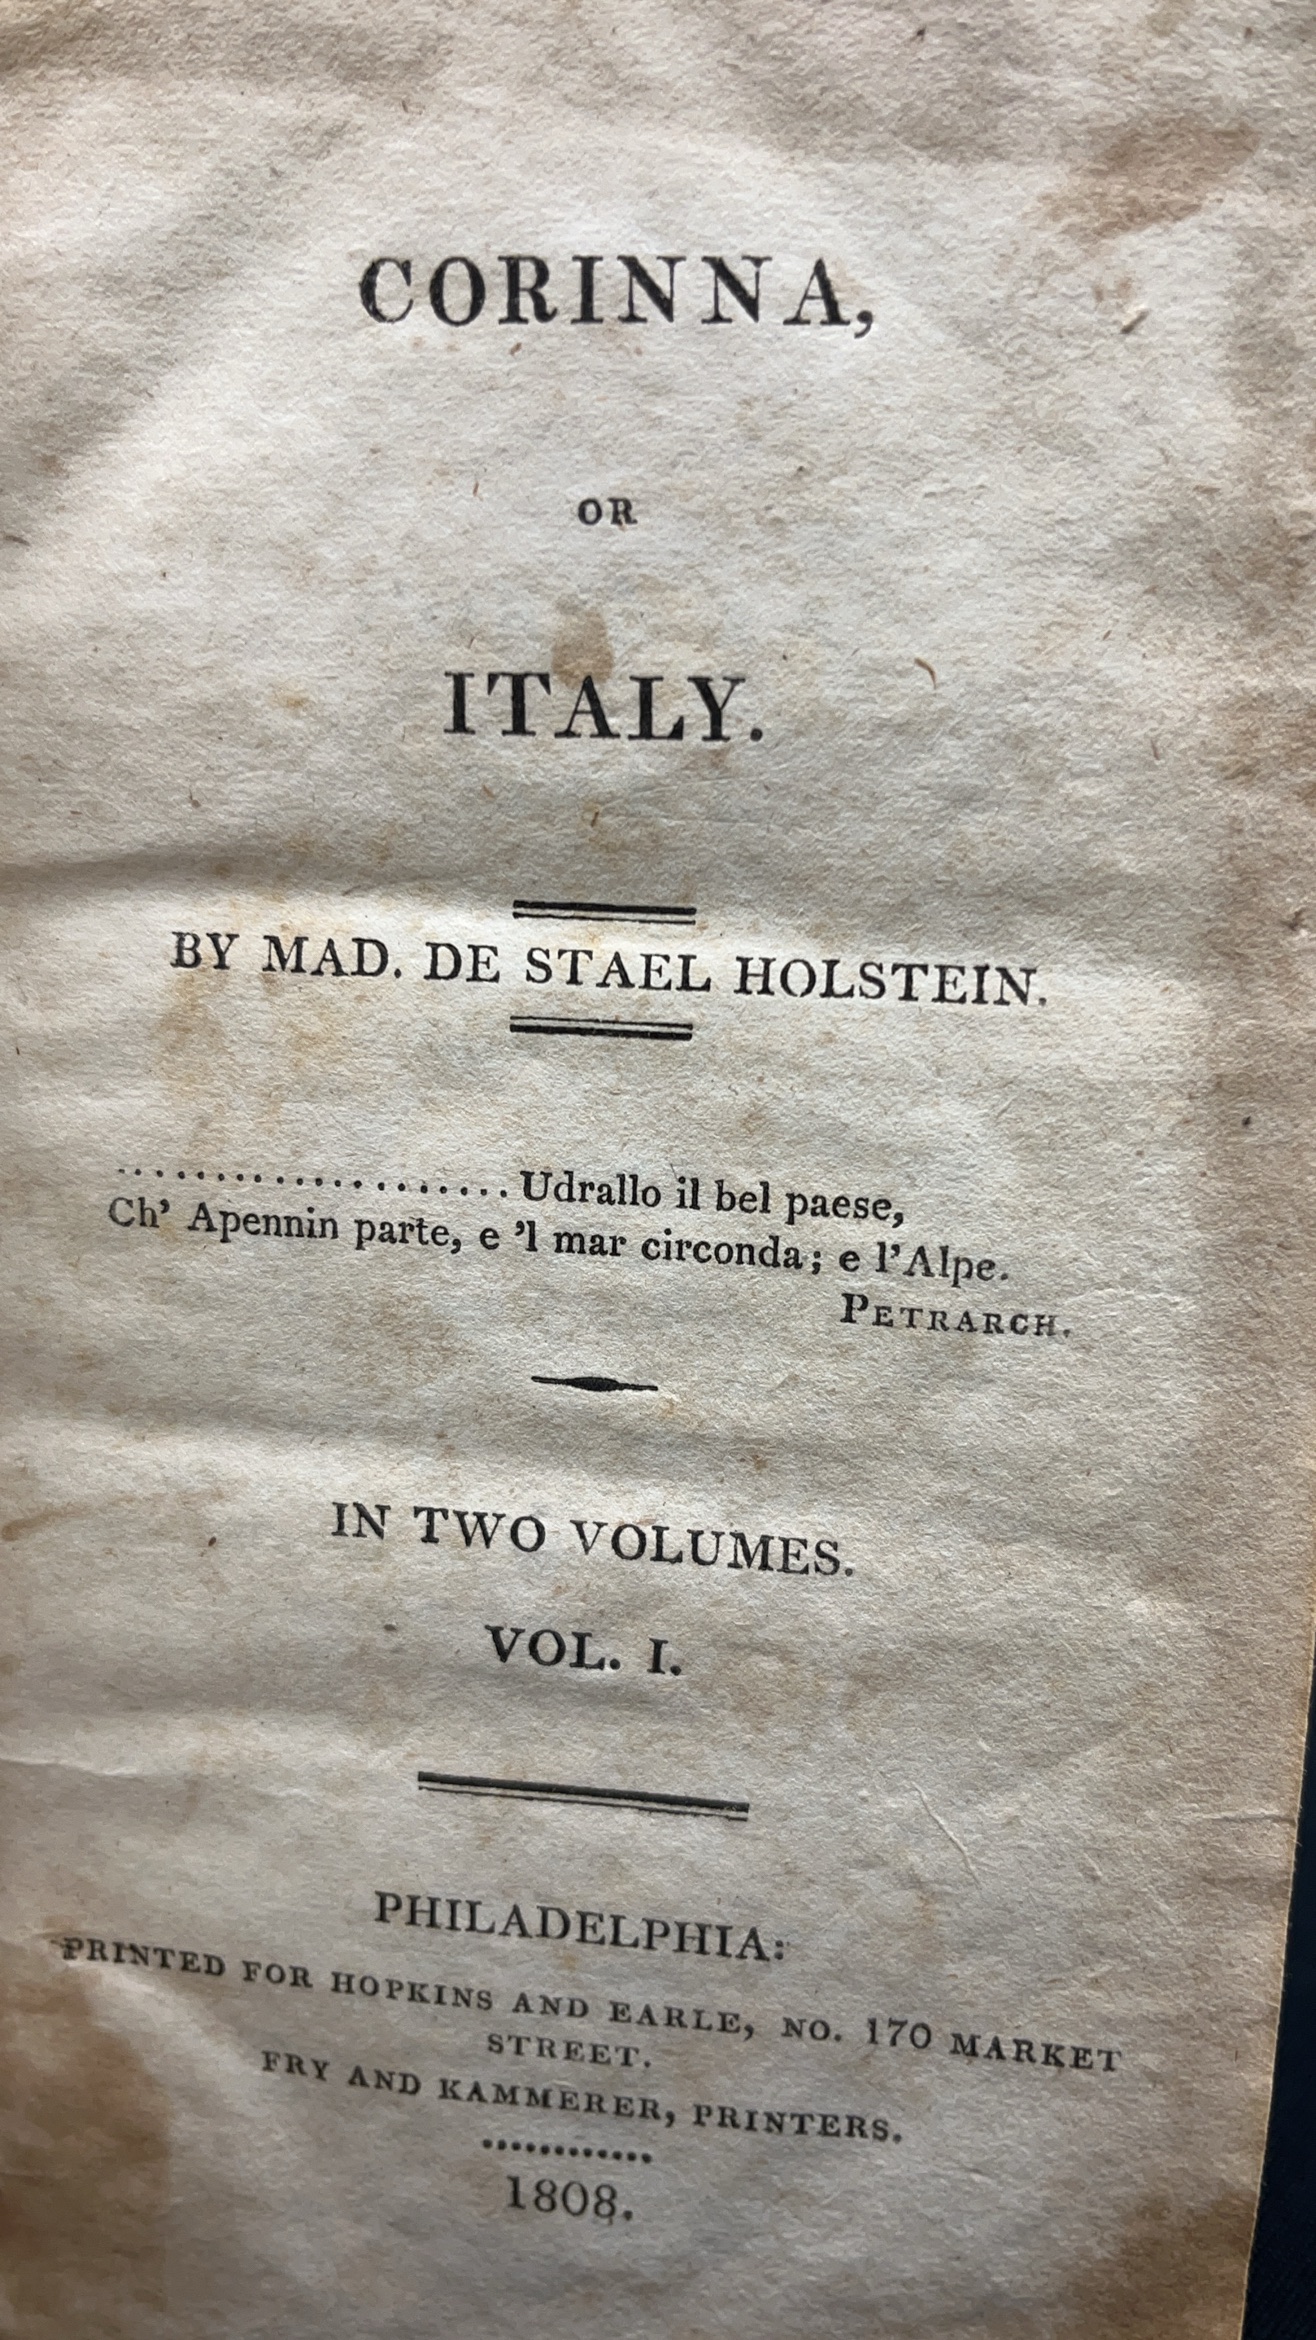 CORINNA,
OR
ITALY.
BY MAD. DE STAEL HOLSTEIN.
................... Udrallo il bel paese,
Ch' Apennin parte, e 'l mar circonda; e l'Alpe.
PETRARCH.
IN TWO VOLUMES.
VOL. I.
PHILADELPHIA:
PRINTED FOR HOPKINS AND EARLE, NO. 170 MARKET
STREET.
FRY AND KAMMERER, PRINTERS.
............
1808.